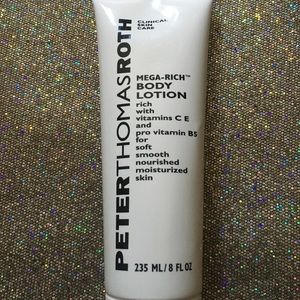 PETERTHOMASROTH
CLINICAL
SKIN
CARE
MEGA-RICH™
BODY
LOTION
rich
with
vitamins C E
and
pro vitamin B5
for
soft
smooth
nourished
moisturized
skin
235 ML/8 FL OZ